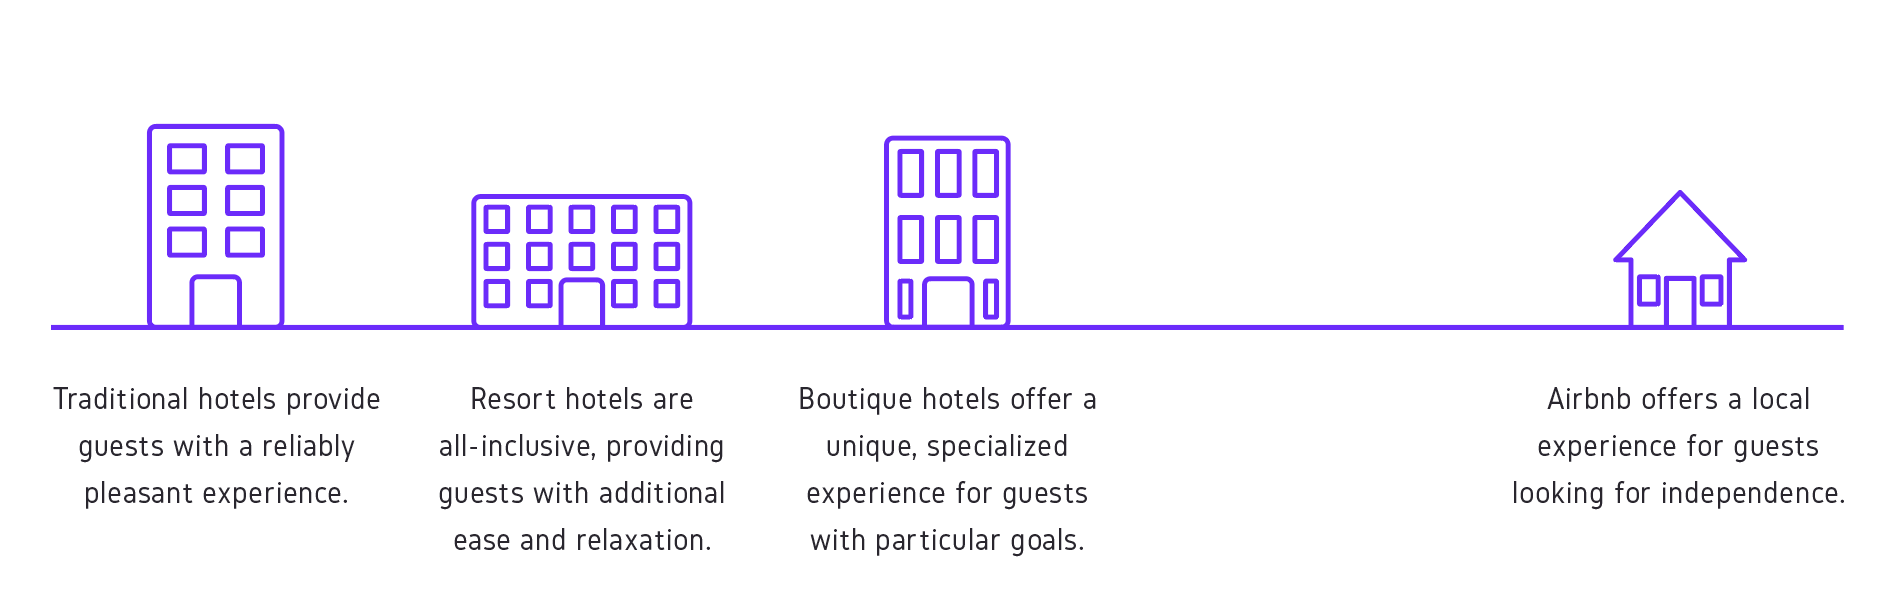 Traditional hotels provide
guests with a reliably
pleasant experience.
Resort hotels are
all-inclusive, providing
guests with additional
ease and relaxation.
Boutique hotels offer a
unique, specialized
experience for guests
with particular goals.
Airbnb offers a local
experience for guests
looking for independence.